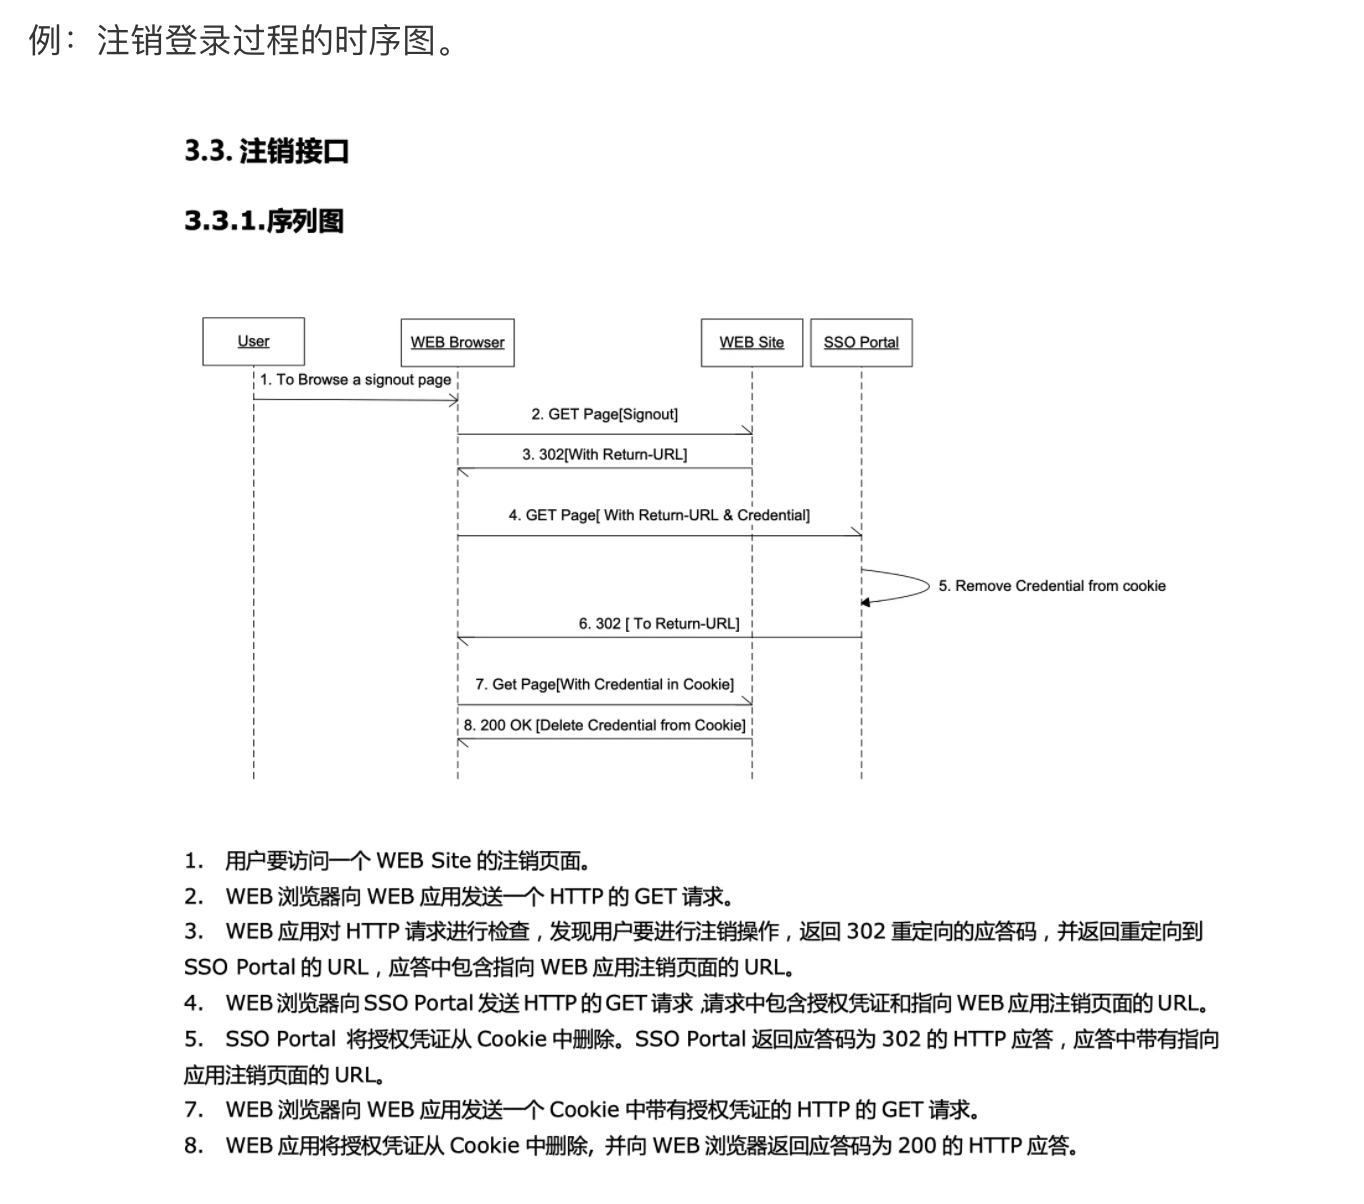 例：注销登录过程的时序图。
3.3. 注销接口
3.3.1.序列图
User
WEB Browser
WEB Site
SSO Portal
1. To Browse a signout page
2. GET Page[Signout]
3. 302[With Return-URL]
4. GET Page[ With Return-URL & Credential]
5. Remove Credential from cookie
6. 302 [ To Return-URL]
7. Get Page[With Credential in Cookie]
8. 200 OK [Delete Credential from Cookie]
1. 用户要访问一个 WEB Site 的注销页面。
2. WEB 浏览器向 WEB 应用发送一个 HTTP 的 GET 请求。
3. WEB 应用对 HTTP 请求进行检查，发现用户要进行注销操作，返回 302 重定向的应答码，并返回重定向到
SSO Portal 的 URL，应答中包含指向 WEB 应用注销页面的 URL。
4. WEB 浏览器向 SSO Portal 发送 HTTP 的 GET 请求，请求中包含授权凭证和指向 WEB 应用注销页面的 URL。
5. SSO Portal 将授权凭证从 Cookie 中删除。SSO Portal 返回应答码为 302 的 HTTP 应答，应答中带有指向
应用注销页面的 URL。
7. WEB 浏览器向 WEB 应用发送一个 Cookie 中带有授权凭证的 HTTP 的 GET 请求。
8. WEB 应用将授权凭证从 Cookie 中删除, 并向 WEB 浏览器返回应答码为 200 的 HTTP 应答。